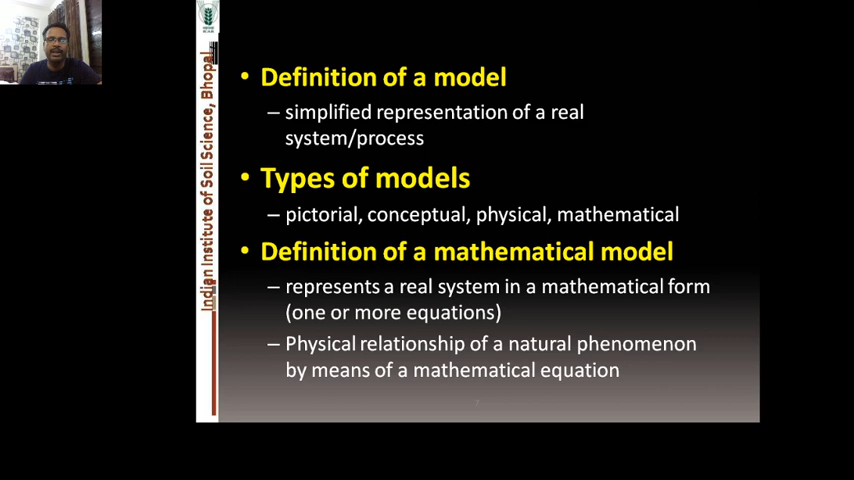 Indian Institute of Soil Science, Bhopal
• Definition of a model
– simplified representation of a real
system/process
• Types of models
– pictorial, conceptual, physical, mathematical
• Definition of a mathematical model
– represents a real system in a mathematical form
(one or more equations)
– Physical relationship of a natural phenomenon
by means of a mathematical equation
7